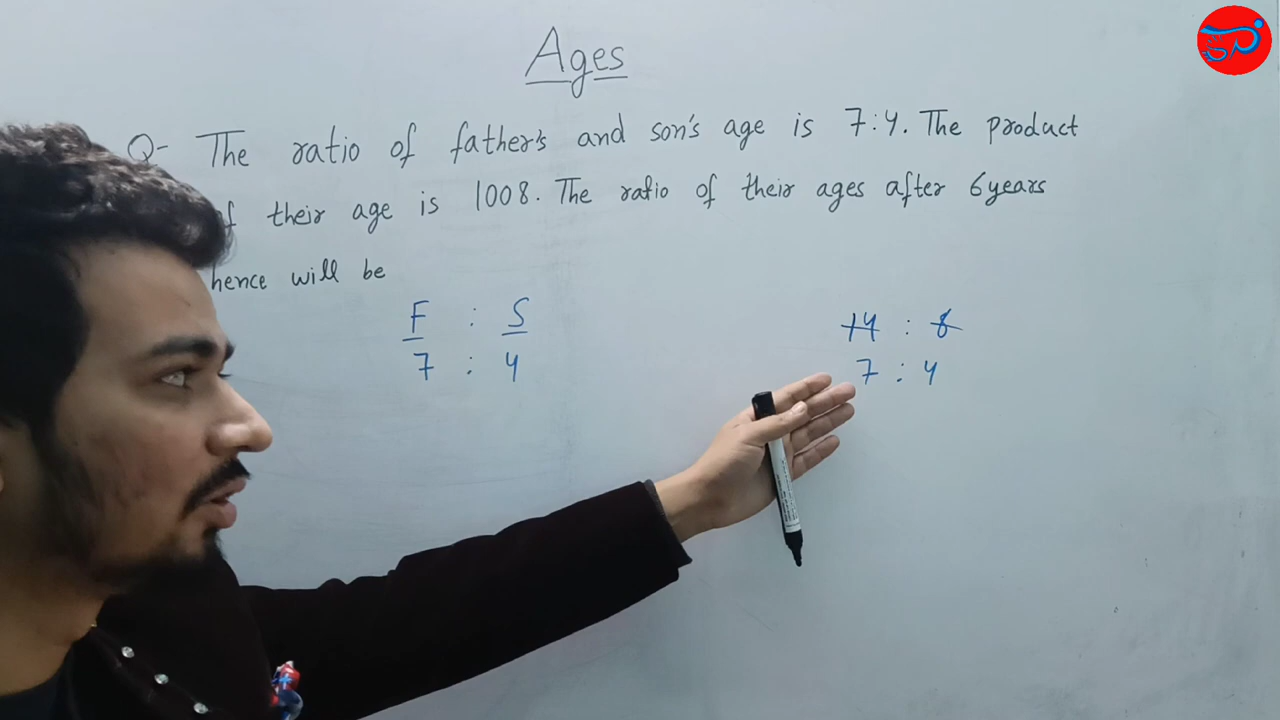 Ages
Q- The ratio of father's and son's age is 7:4. The product
of their age is 1008. The ratio of their ages after 6years
hence will be
F : S
7 : 4
14 : 8
7 : 4